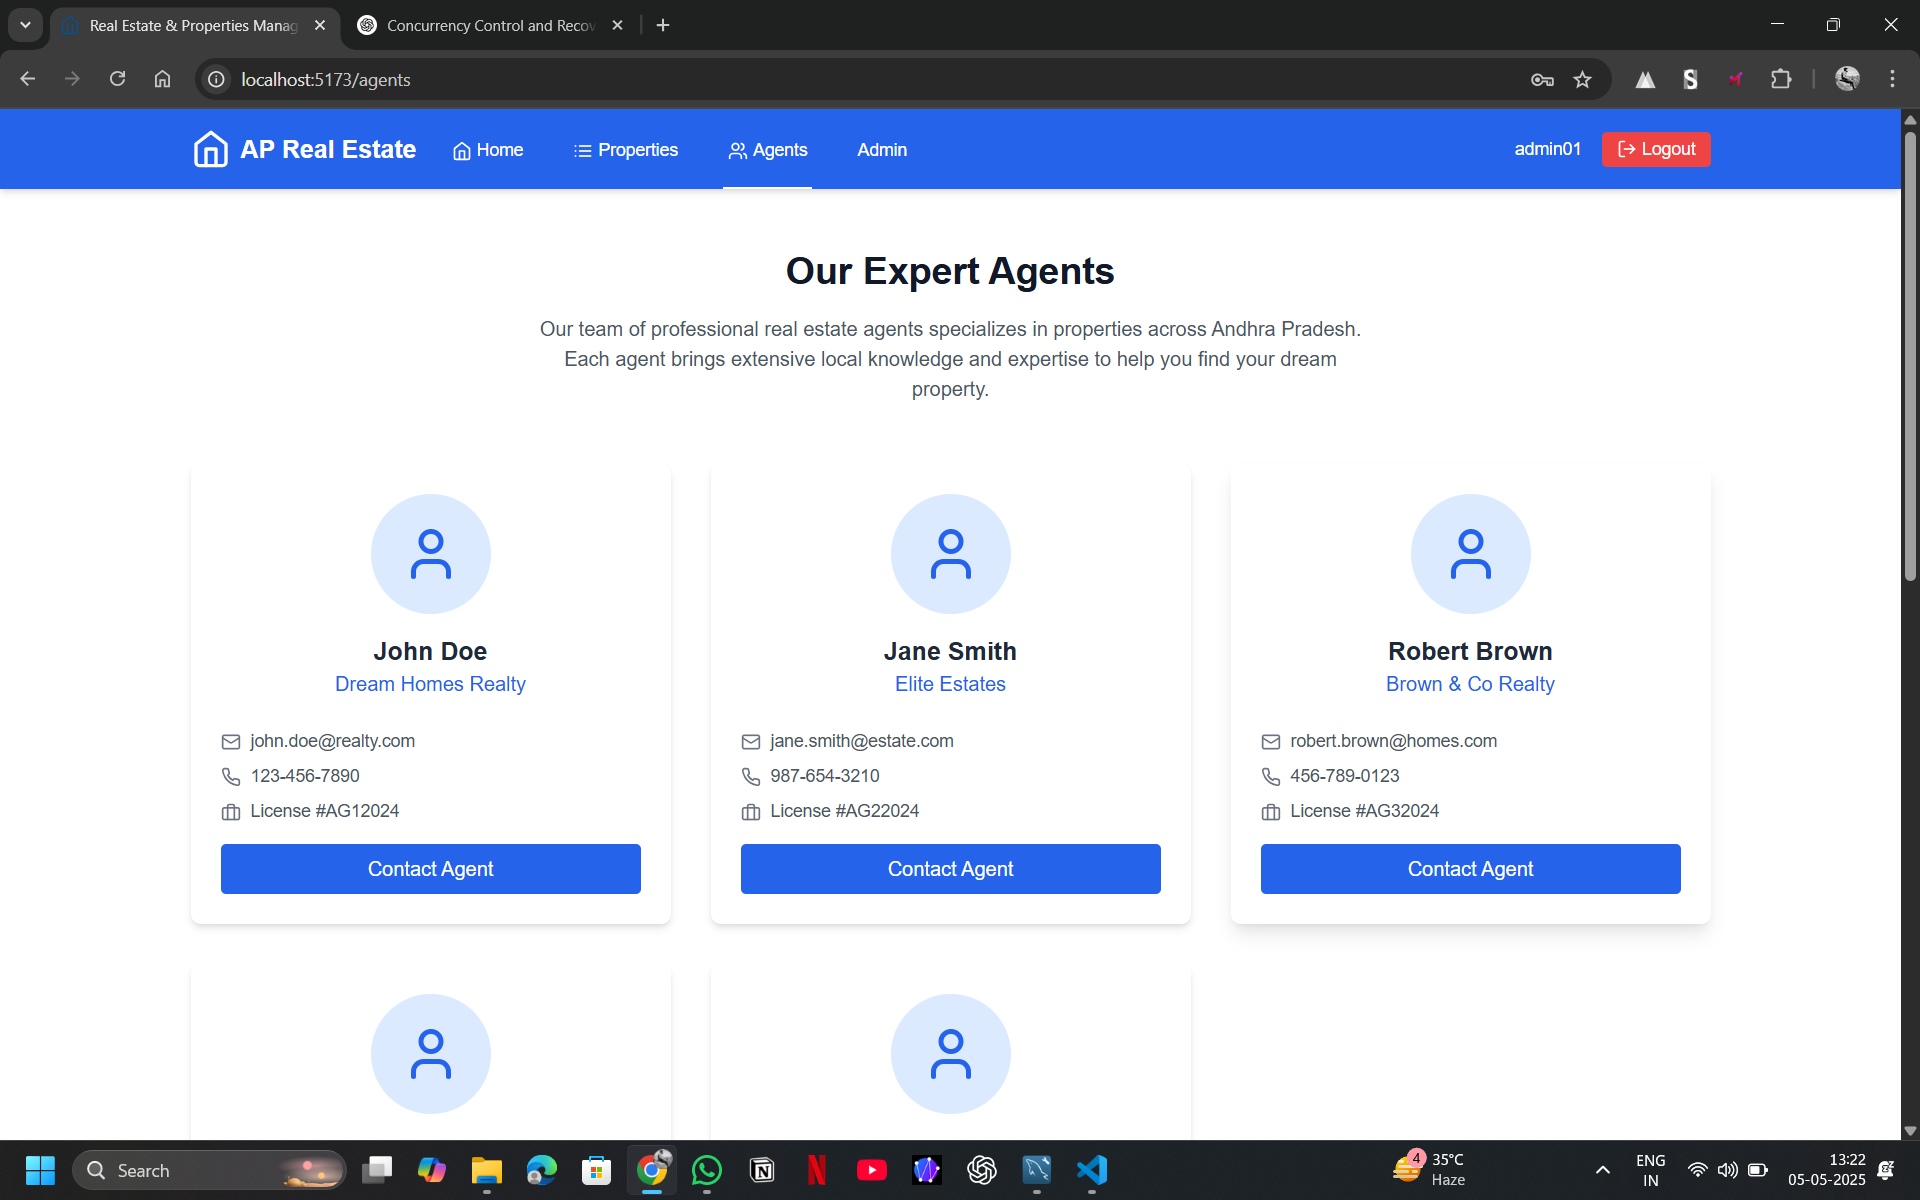 Real Estate & Properties Manag
Concurrency Control and Recov
localhost:5173/agents
AP Real Estate
Home
Properties
Agents
Admin
admin01
Logout
Our Expert Agents
Our team of professional real estate agents specializes in properties across Andhra Pradesh.
Each agent brings extensive local knowledge and expertise to help you find your dream
property.
John Doe
Dream Homes Realty
john.doe@realty.com
123-456-7890
License #AG12024
Contact Agent
Jane Smith
Elite Estates
jane.smith@estate.com
987-654-3210
License #AG22024
Contact Agent
Robert Brown
Brown & Co Realty
robert.brown@homes.com
456-789-0123
License #AG32024
Contact Agent
Search
4
35°C
Haze
ENG
IN
13:22
05-05-2025